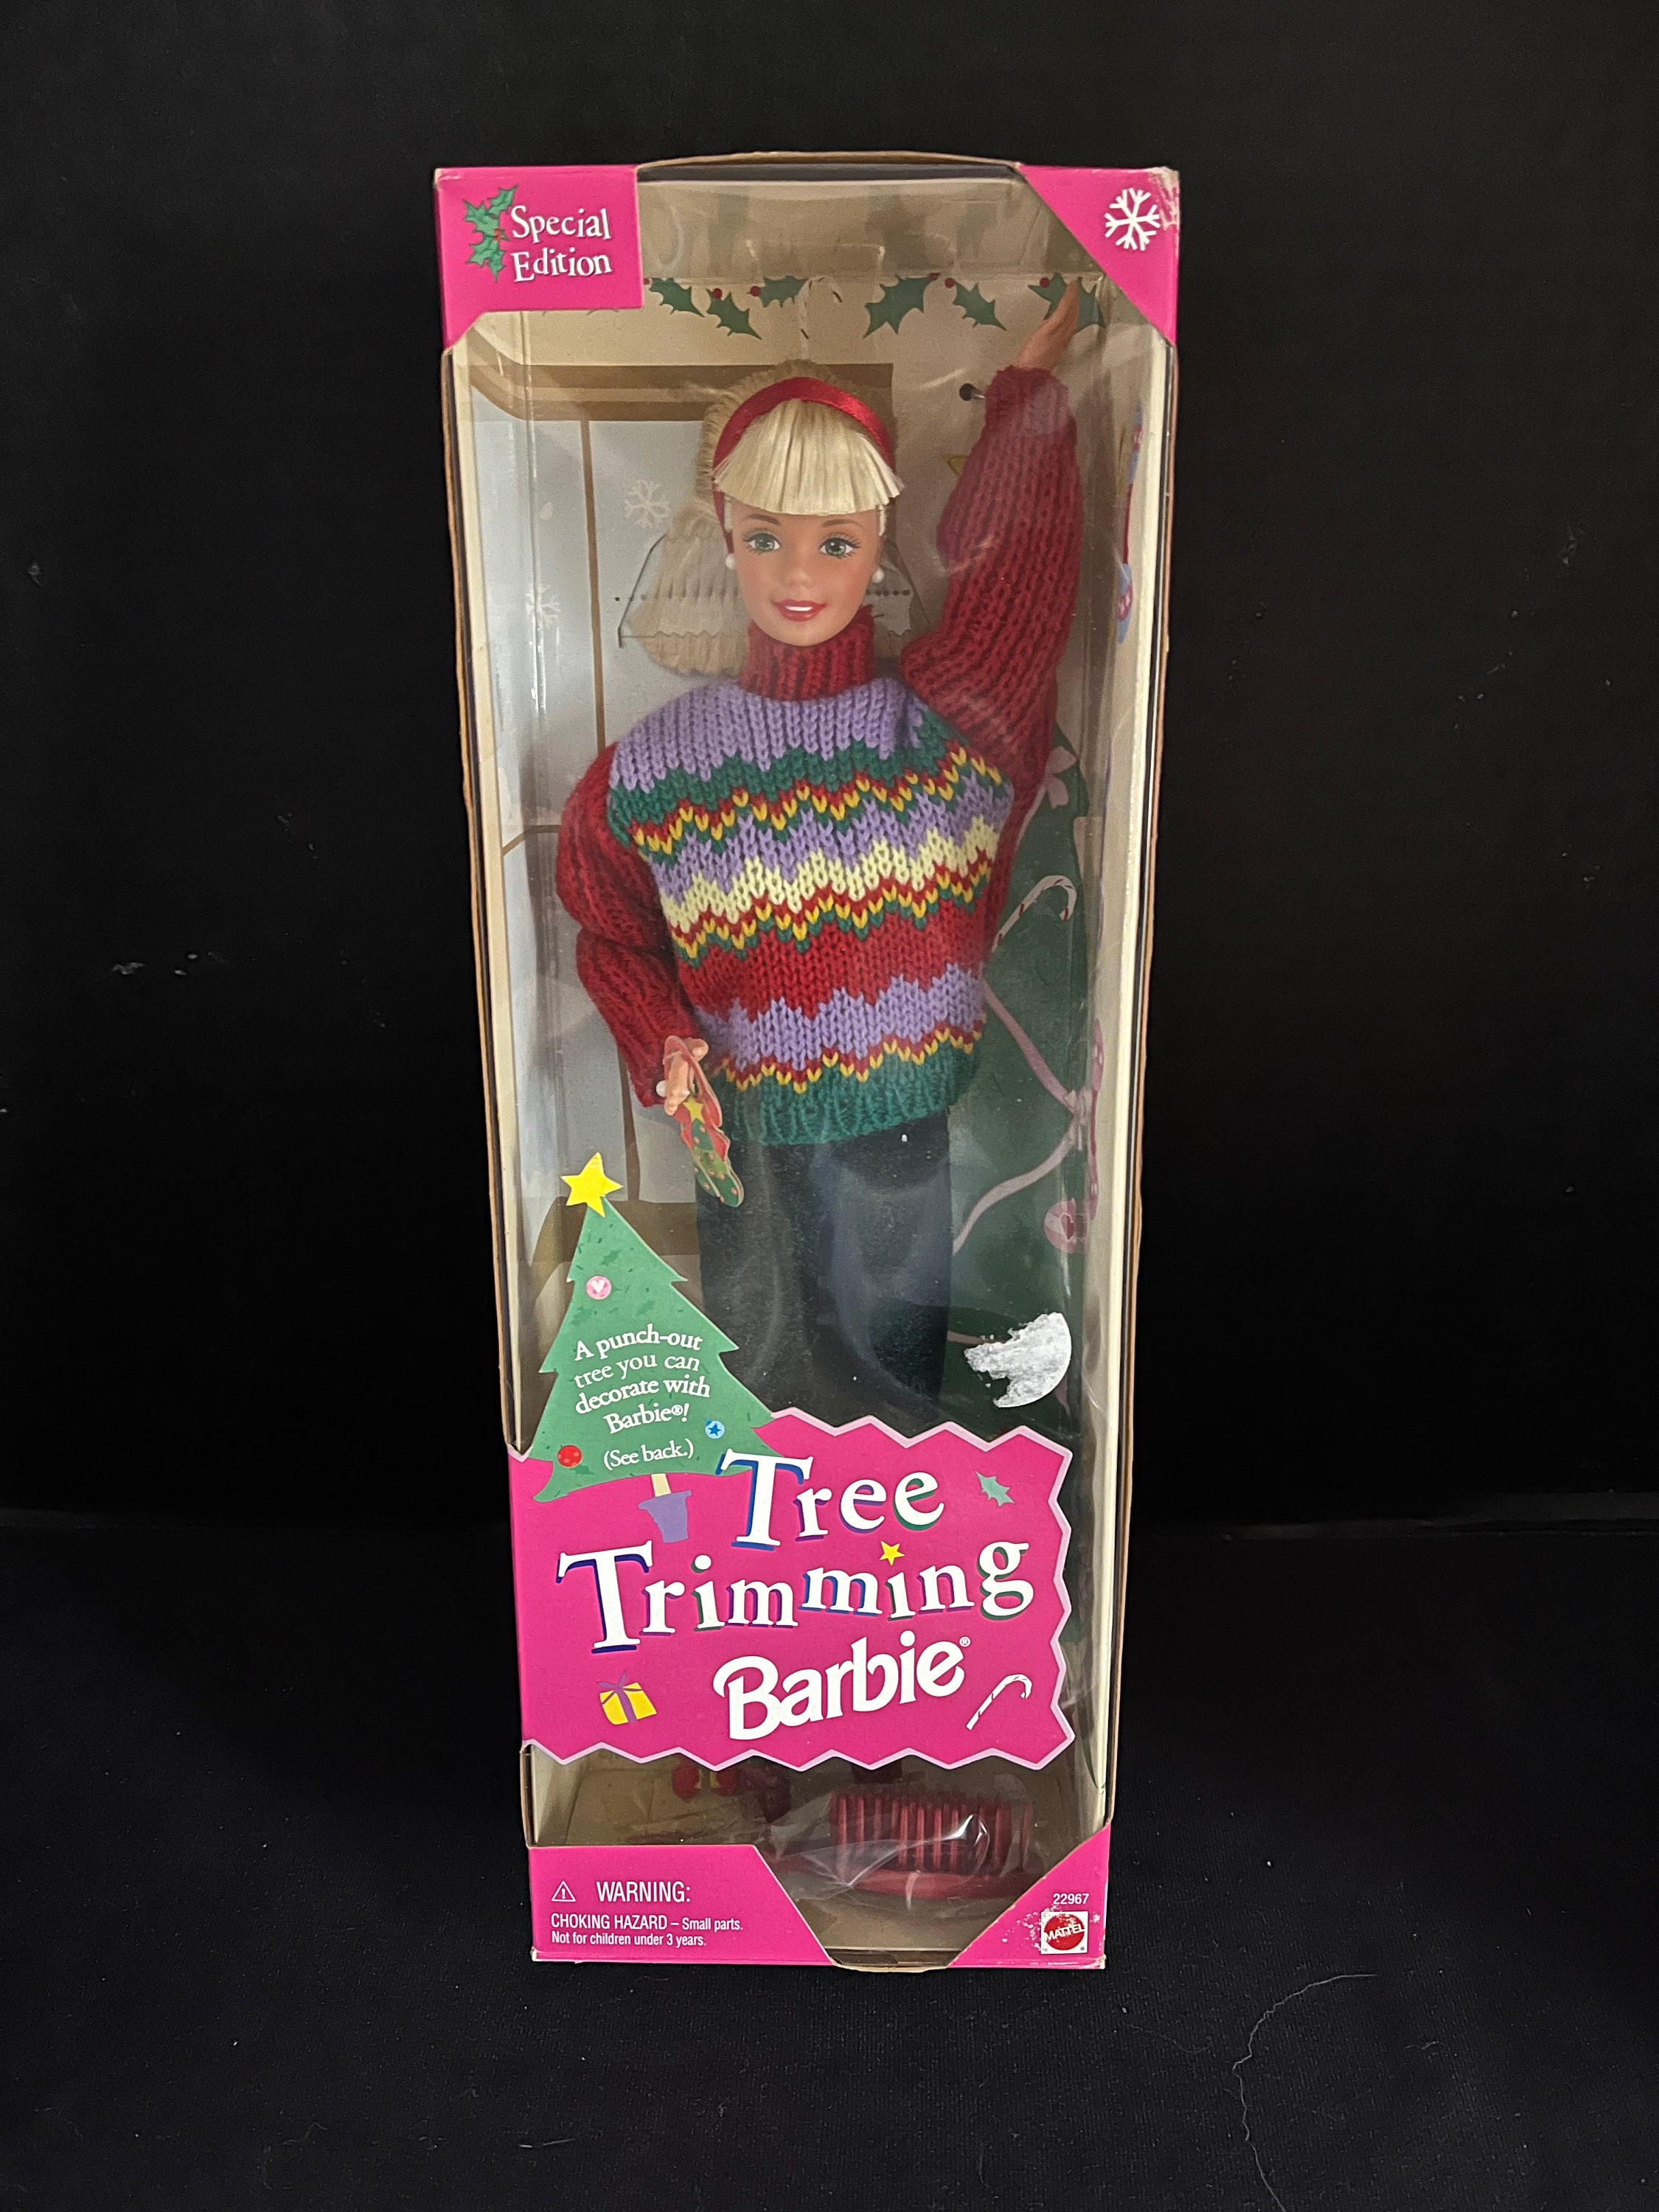 Special
Edition
A punch-out
tree you can
decorate with
Barbie®!
(See back.)
Tree
Trimming
Barbie®
WARNING:
CHOKING HAZARD – Small parts.
Not for children under 3 years.
22967
MATTEL